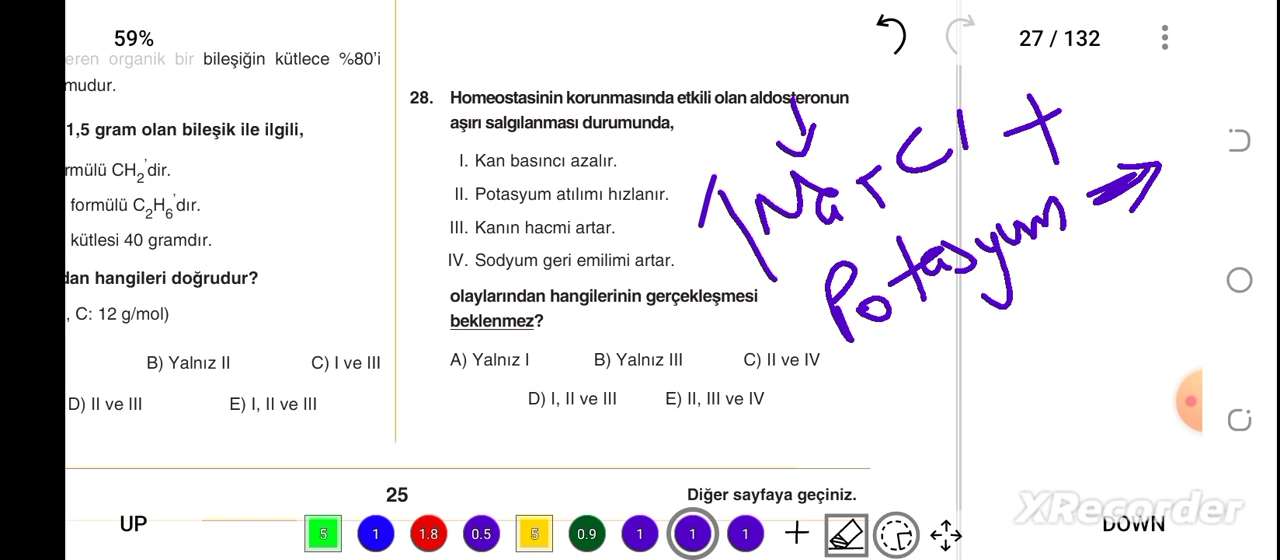 59%
27 / 132
eren organik bir bileşiğin kütlece %80'i
mudur.
1,5 gram olan bileşik ile ilgili,
rmülü CH2'dir.
formülü C2H6'dır.
kütlesi 40 gramdır.
dan hangileri doğrudur?
, C: 12 g/mol)
B) Yalnız II C) I ve III
D) II ve III E) I, II ve III
28. Homeostasinin korunmasında etkili olan aldosteronun
aşırı salgılanması durumunda,
I. Kan basıncı azalır.
II. Potasyum atılımı hızlanır.
III. Kanın hacmi artar.
IV. Sodyum geri emilimi artar.
olaylarından hangilerinin gerçekleşmesi
beklenmez?
A) Yalnız I B) Yalnız III C) II ve IV
D) I, II ve III E) II, III ve IV
Na Cl +
Potasyum →
25
Diğer sayfaya geçiniz.
UP
5 1 1.8 0.5 5 0.9 1 1 1
DOWN
XRecorder